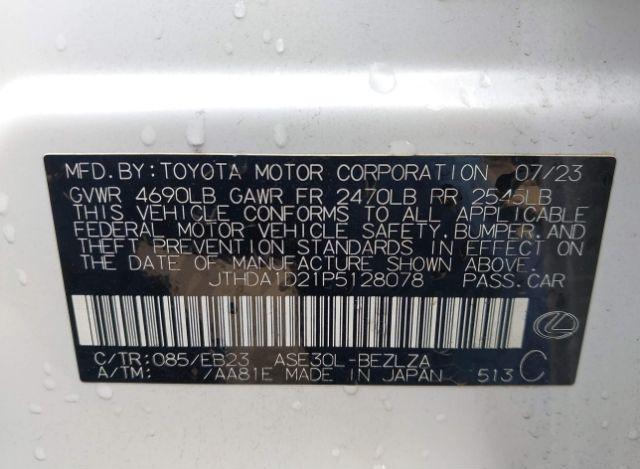 MFD.BY:TOYOTA MOTOR CORPORATION 07/23
GVWR 4690LB GAWR FR 2470LB RR 2545LB
THIS VEHICLE CONFORMS TO ALL APPLICABLE
FEDERAL MOTOR VEHICLE SAFETY, BUMPER, AND
THEFT PREVENTION STANDARDS IN EFFECT ON
THE DATE OF MANUFACTURE SHOWN ABOVE.
JTHDA1D21P5128078 PASS.CAR
C/TR:085/EB23 ASE30L-BEZLZA
A/TM: /AA81E MADE IN JAPAN 513 C